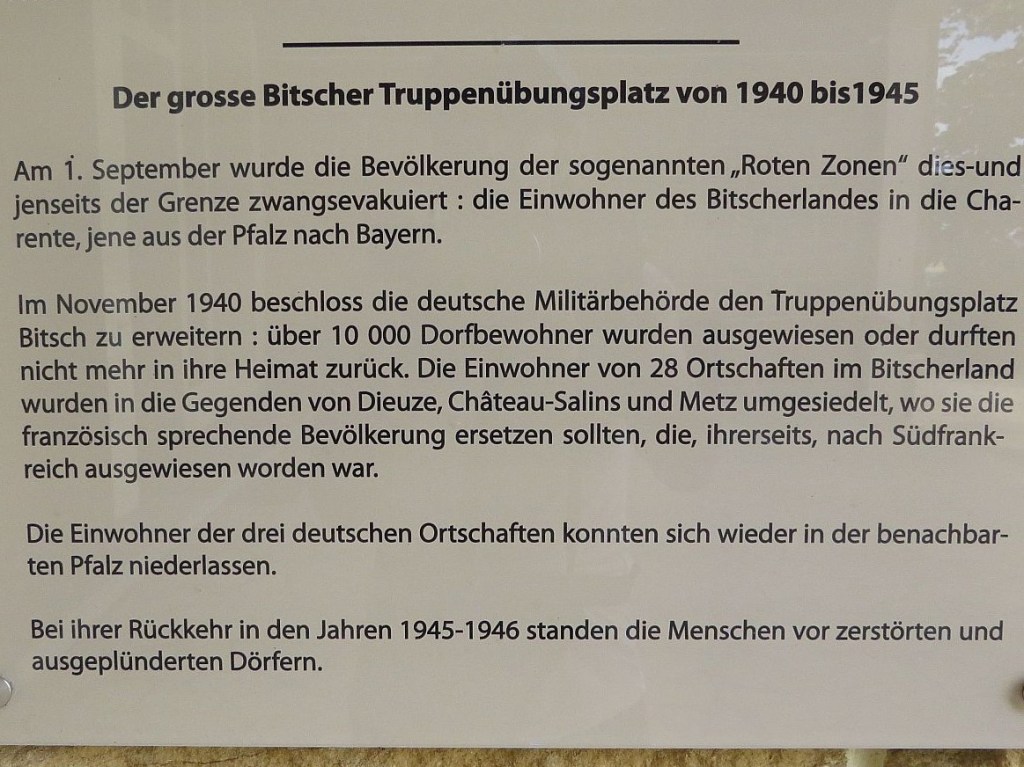 Der grosse Bitscher Truppenübungsplatz von 1940 bis1945
Am 1. September wurde die Bevölkerung der sogenannten „Roten Zonen“ dies-und
jenseits der Grenze zwangsevakuiert : die Einwohner des Bitscherlandes in die Cha-
rente, jene aus der Pfalz nach Bayern.
Im November 1940 beschloss die deutsche Militärbehörde den Truppenübungsplatz
Bitsch zu erweitern : über 10 000 Dorfbewohner wurden ausgewiesen oder durften
nicht mehr in ihre Heimat zurück. Die Einwohner von 28 Ortschaften im Bitscherland
wurden in die Gegenden von Dieuze, Château-Salins und Metz umgesiedelt, wo sie die
französisch sprechende Bevölkerung ersetzen sollten, die, ihrerseits, nach Südfrank-
reich ausgewiesen worden war.
Die Einwohner der drei deutschen Ortschaften konnten sich wieder in der benachbar-
ten Pfalz niederlassen.
Bei ihrer Rückkehr in den Jahren 1945-1946 standen die Menschen vor zerstörten und
ausgeplünderten Dörfern.